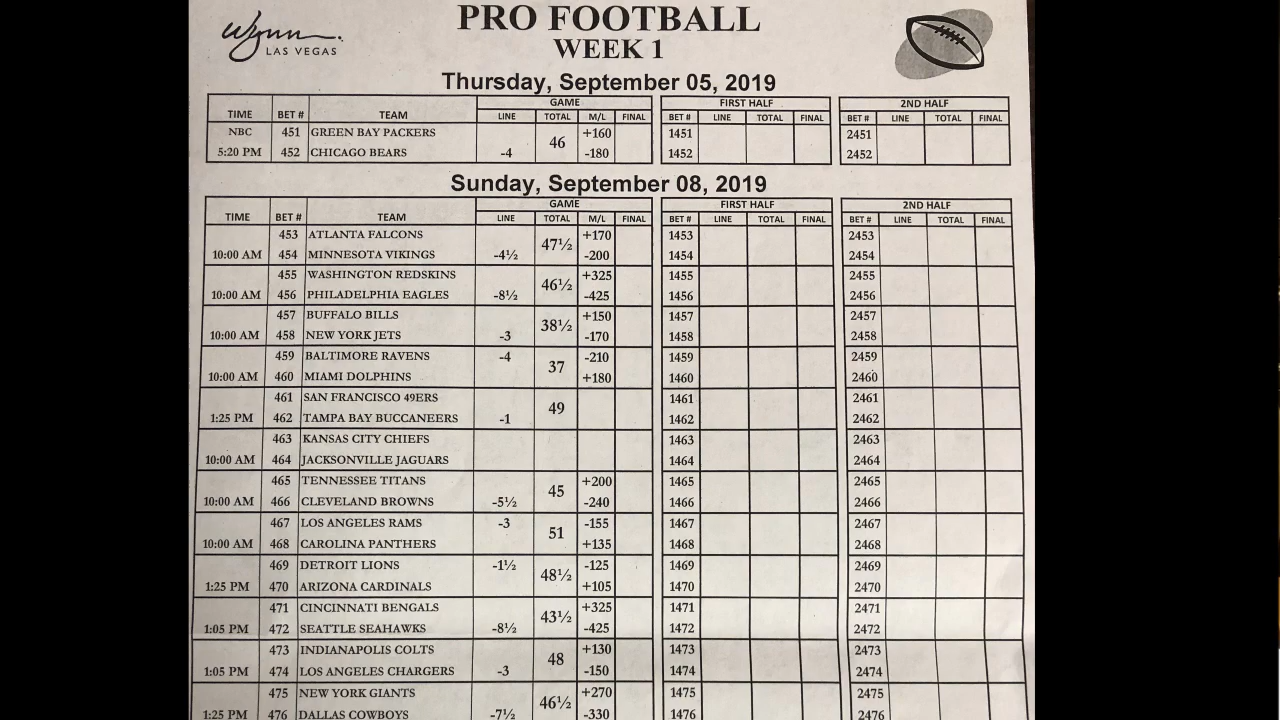 PRO FOOTBALL
Wynn
LAS VEGAS
WEEK 1
Thursday, September 05, 2019
GAME FIRST HALF 2ND HALF
TIME BET # TEAM LINE TOTAL M/L FINAL BET # LINE TOTAL FINAL BET # LINE TOTAL FINAL
NBC 451 GREEN BAY PACKERS 46 +160 1451 2451
5:20 PM 452 CHICAGO BEARS -4 -180 1452 2452
Sunday, September 08, 2019
GAME FIRST HALF 2ND HALF
TIME BET # TEAM LINE TOTAL M/L FINAL BET # LINE TOTAL FINAL BET # LINE TOTAL FINAL
453 ATLANTA FALCONS 47½ +170 1453 2453
10:00 AM 454 MINNESOTA VIKINGS -4½ -200 1454 2454
455 WASHINGTON REDSKINS 46½ +325 1455 2455
10:00 AM 456 PHILADELPHIA EAGLES -8½ -425 1456 2456
457 BUFFALO BILLS 38½ +150 1457 2457
10:00 AM 458 NEW YORK JETS -3 -170 1458 2458
459 BALTIMORE RAVENS -4 37 -210 1459 2459
10:00 AM 460 MIAMI DOLPHINS +180 1460 2460
461 SAN FRANCISCO 49ERS 49 1461 2461
1:25 PM 462 TAMPA BAY BUCCANEERS -1 1462 2462
463 KANSAS CITY CHIEFS 1463 2463
10:00 AM 464 JACKSONVILLE JAGUARS 1464 2464
465 TENNESSEE TITANS 45 +200 1465 2465
10:00 AM 466 CLEVELAND BROWNS -5½ -240 1466 2466
467 LOS ANGELES RAMS -3 51 -155 1467 2467
10:00 AM 468 CAROLINA PANTHERS +135 1468 2468
469 DETROIT LIONS -1½ 48½ -125 1469 2469
1:25 PM 470 ARIZONA CARDINALS +105 1470 2470
471 CINCINNATI BENGALS 43½ +325 1471 2471
1:05 PM 472 SEATTLE SEAHAWKS -8½ -425 1472 2472
473 INDIANAPOLIS COLTS 48 +130 1473 2473
1:05 PM 474 LOS ANGELES CHARGERS -3 -150 1474 2474
475 NEW YORK GIANTS 46½ +270 1475 2475
1:25 PM 476 DALLAS COWBOYS -7½ -330 1476 2476